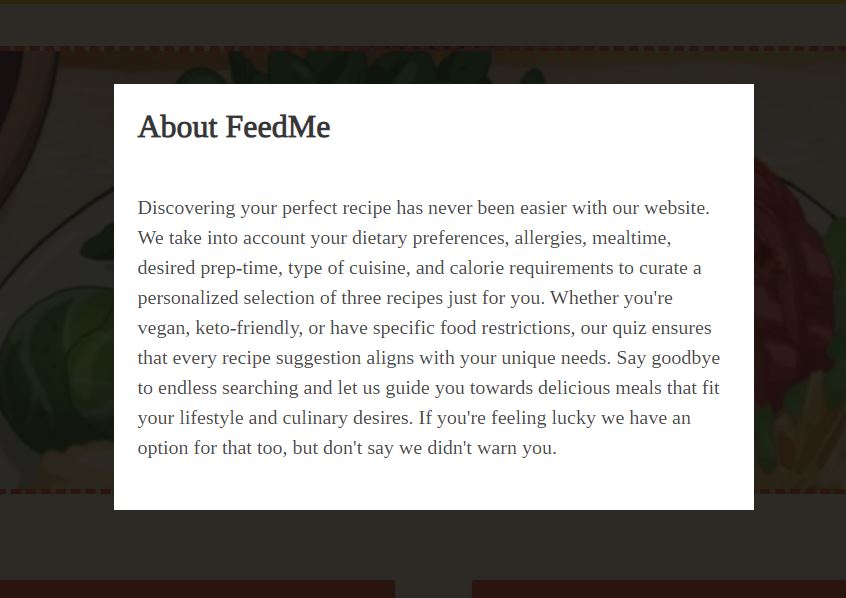 About FeedMe
Discovering your perfect recipe has never been easier with our website.
We take into account your dietary preferences, allergies, mealtime,
desired prep-time, type of cuisine, and calorie requirements to curate a
personalized selection of three recipes just for you. Whether you're
vegan, keto-friendly, or have specific food restrictions, our quiz ensures
that every recipe suggestion aligns with your unique needs. Say goodbye
to endless searching and let us guide you towards delicious meals that fit
your lifestyle and culinary desires. If you're feeling lucky we have an
option for that too, but don't say we didn't warn you.